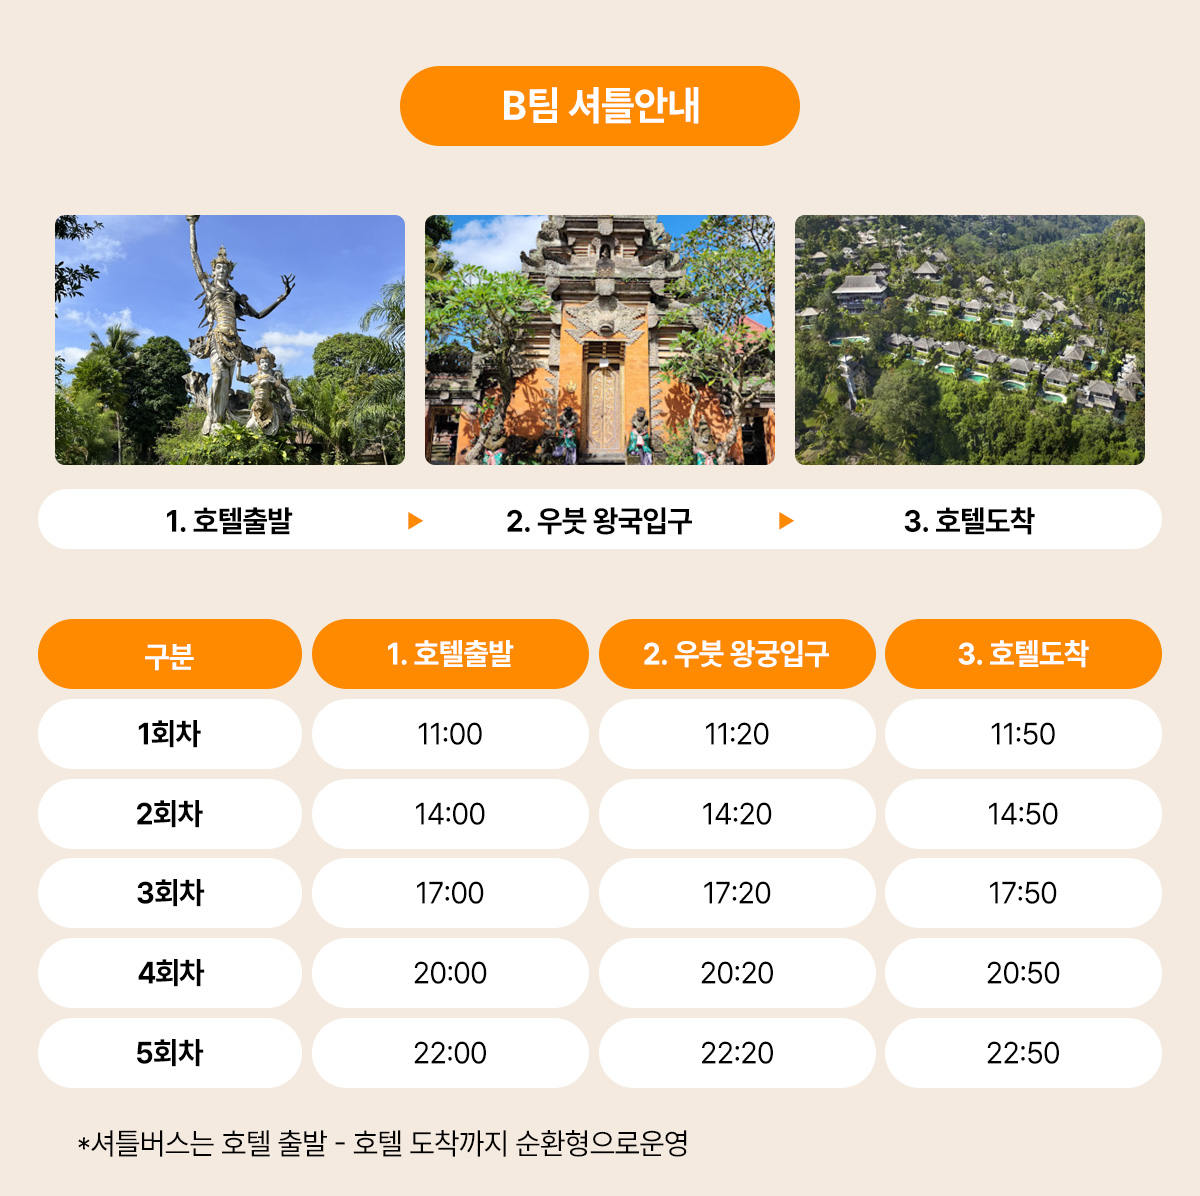 B팀 셔틀안내
1. 호텔출발 ▶ 2. 우붓 왕국입구 ▶ 3. 호텔도착
구분 1. 호텔출발 2. 우붓 왕궁입구 3. 호텔도착
1회차 11:00 11:20 11:50
2회차 14:00 14:20 14:50
3회차 17:00 17:20 17:50
4회차 20:00 20:20 20:50
5회차 22:00 22:20 22:50
*셔틀버스는 호텔 출발 - 호텔 도착까지 순환형으로운영